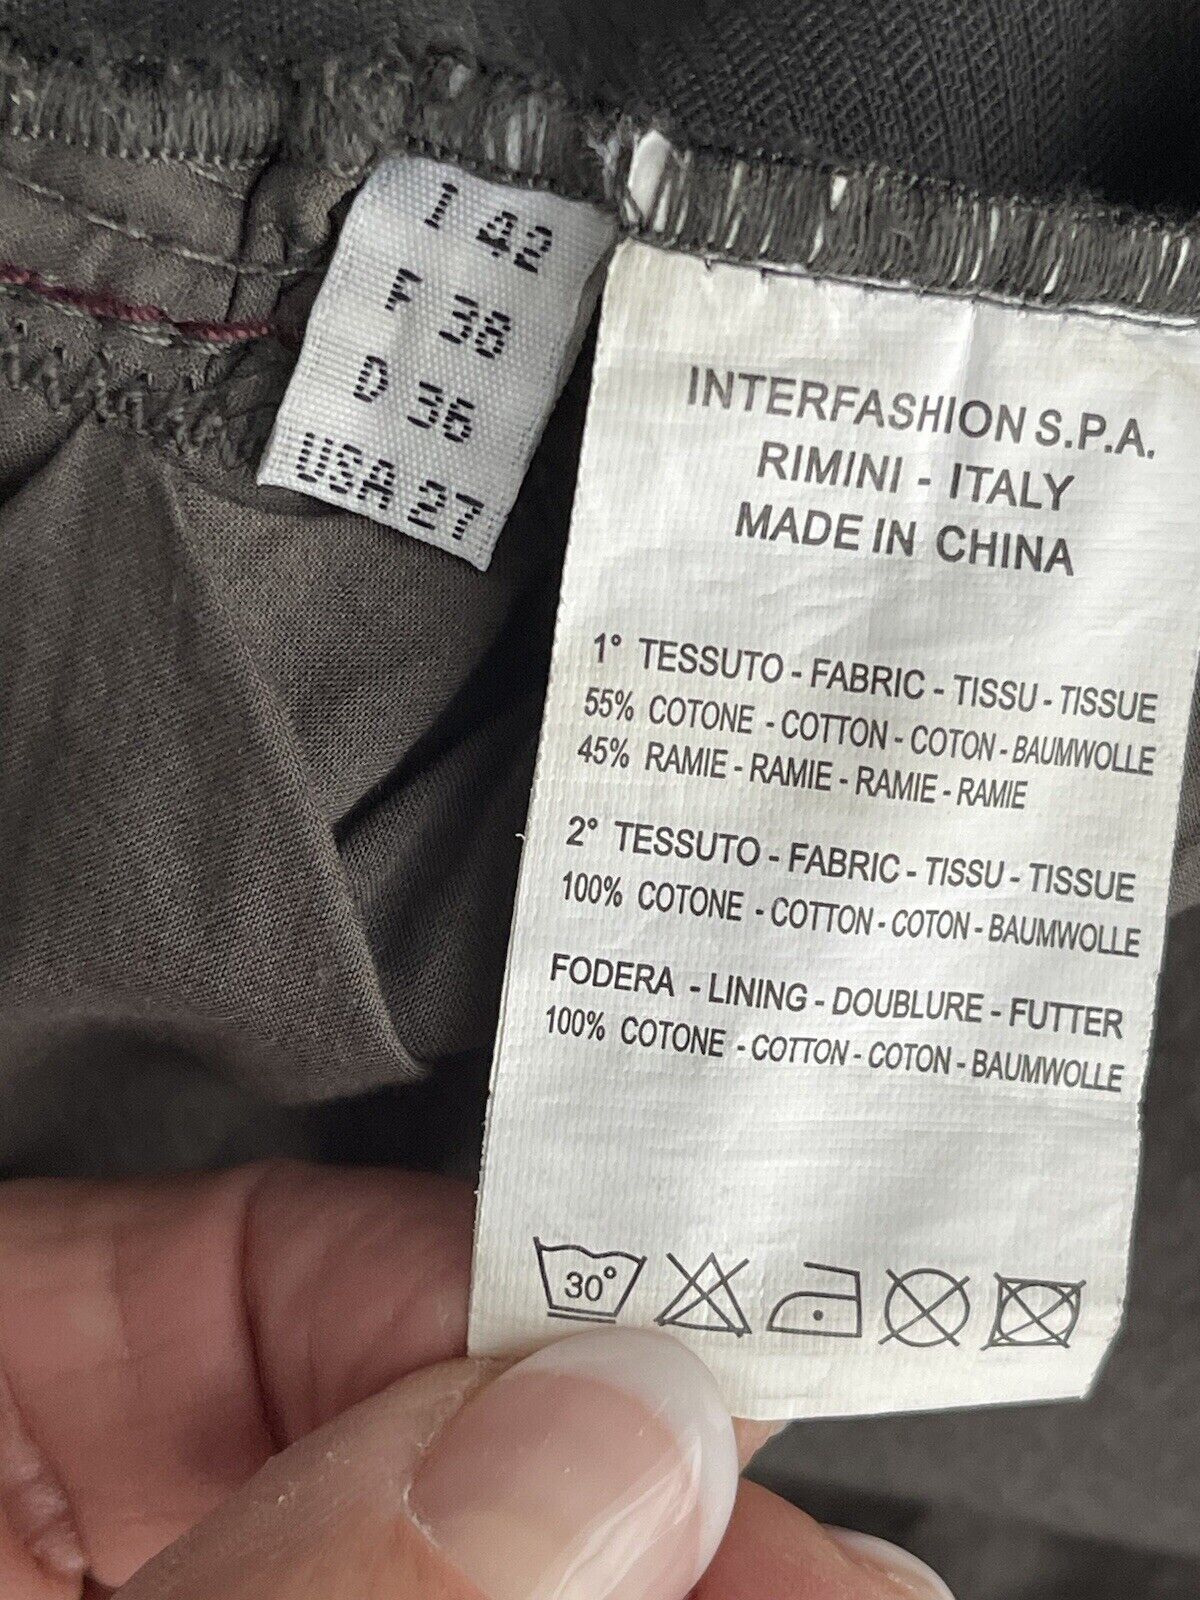 I 42
F 38
D 36
USA 27
INTERFASHION S.P.A.
RIMINI - ITALY
MADE IN CHINA
1° TESSUTO - FABRIC - TISSU - TISSUE
55% COTONE - COTTON - COTON - BAUMWOLLE
45% RAMIE - RAMIE - RAMIE - RAMIE
2° TESSUTO - FABRIC - TISSU - TISSUE
100% COTONE - COTTON - COTON - BAUMWOLLE
FODERA - LINING - DOUBLURE - FUTTER
100% COTONE - COTTON - COTON - BAUMWOLLE
30°